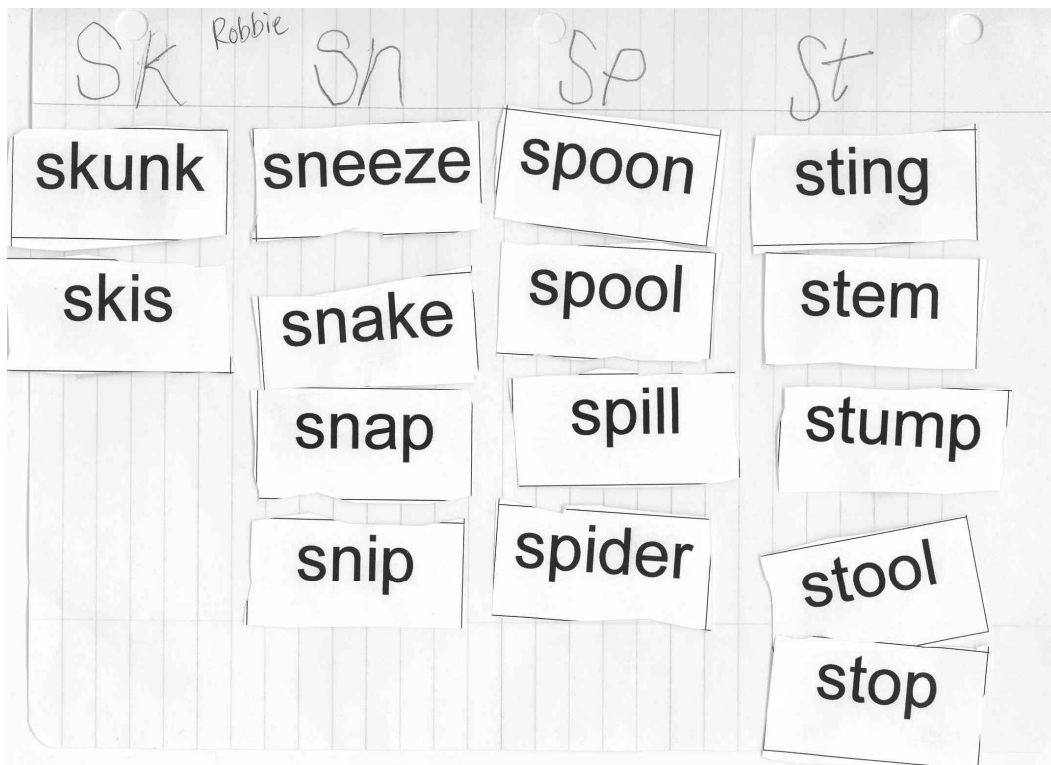 Sk Robbie Sn Sp St
skunk sneeze spoon sting
skis snake spool stem
snap spill stump
snip spider stool
stop